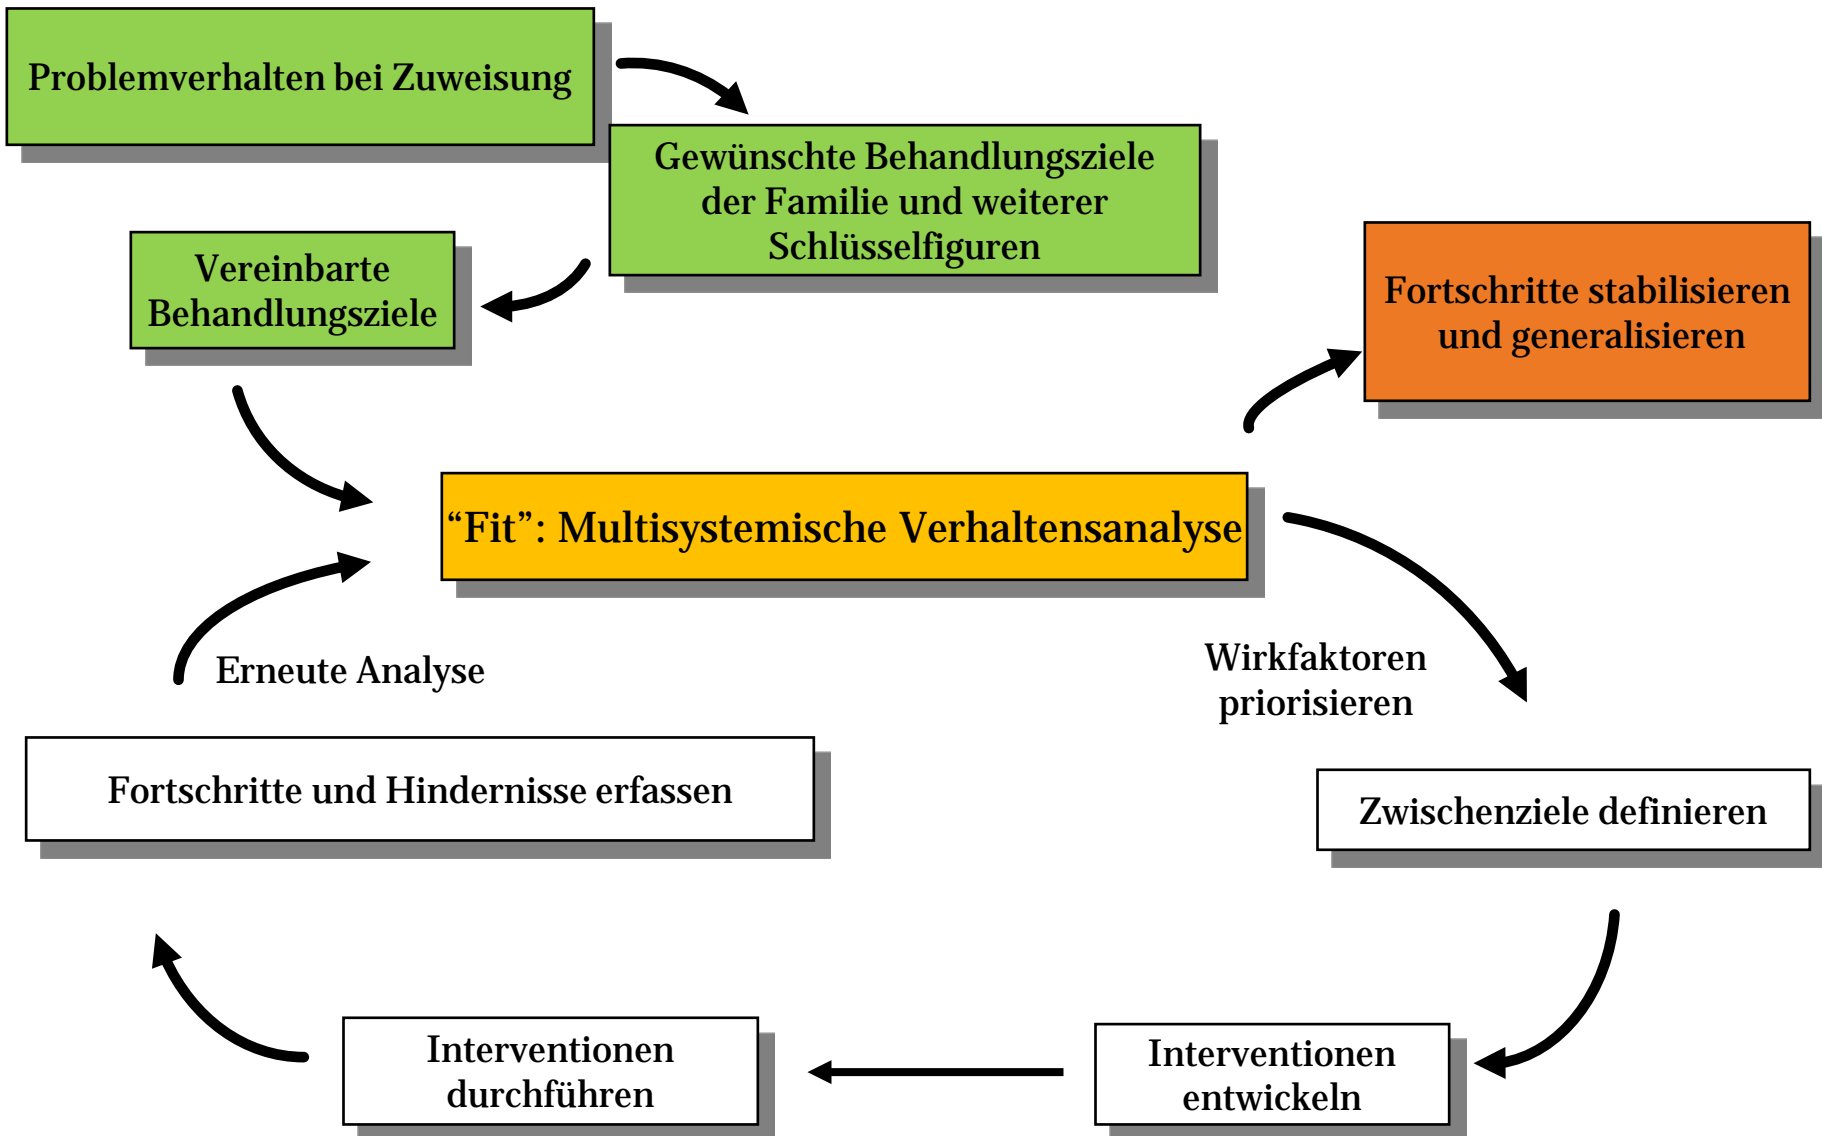 Problemverhalten bei Zuweisung
Gewünschte Behandlungsziele
der Familie und weiterer
Schlüsselfiguren
Vereinbarte
Behandlungsziele
Fortschritte stabilisieren
und generalisieren
“Fit”: Multisystemische Verhaltensanalyse
Erneute Analyse
Wirkfaktoren
priorisieren
Fortschritte und Hindernisse erfassen
Zwischenziele definieren
Interventionen
durchführen
Interventionen
entwickeln